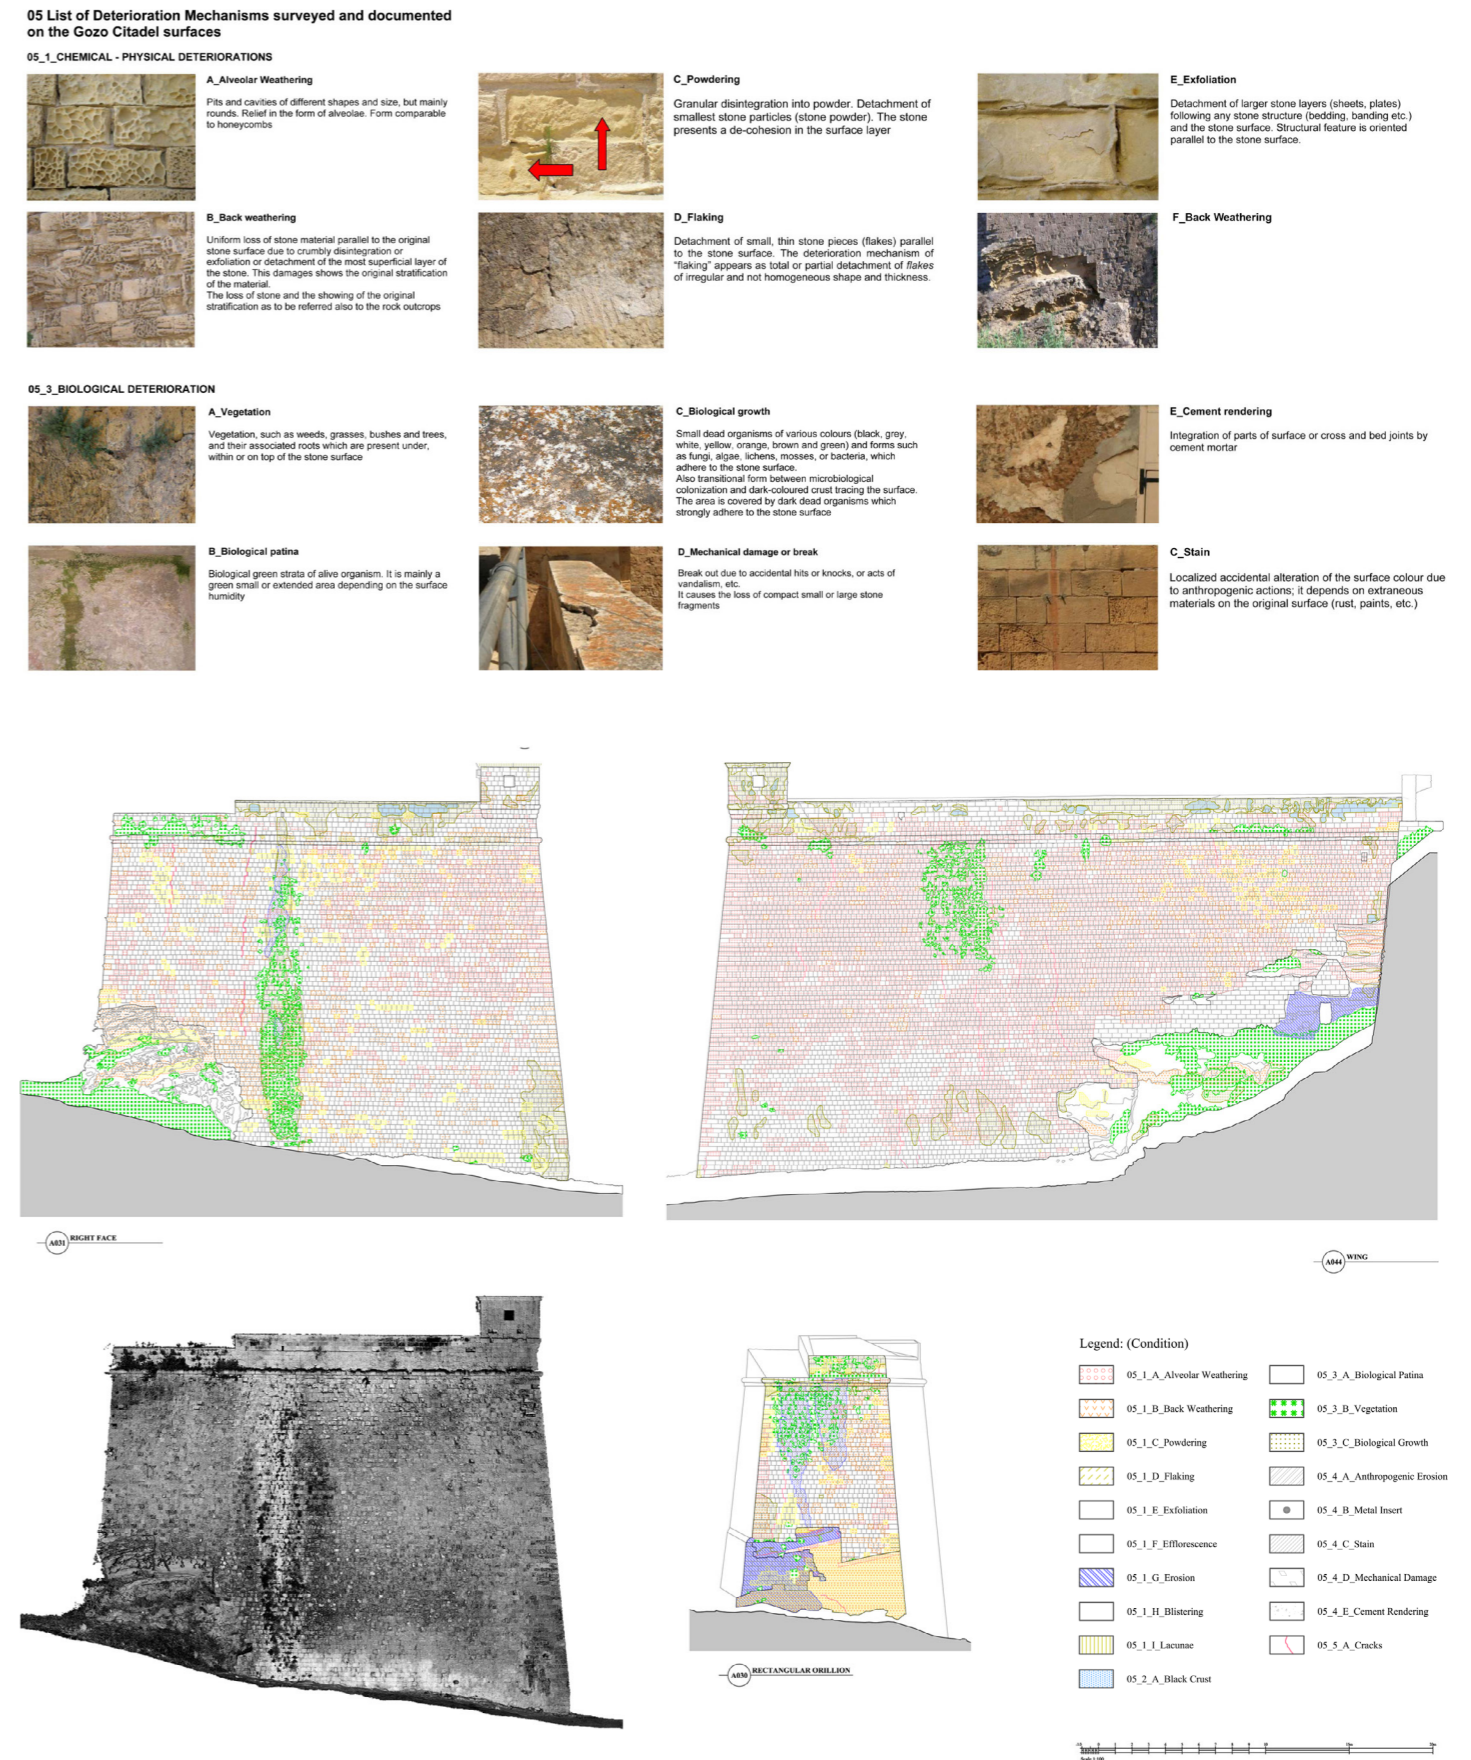 05 List of Deterioration Mechanisms surveyed and documented
on the Gozo Citadel surfaces
05_1_CHEMICAL - PHYSICAL DETERIORATIONS
A_Alveolar Weathering
Pits and cavities of different shapes and size, but mainly
rounds. Relief in the form of alveolae. Form comparable
to honeycombs
B_Back weathering
Uniform loss of stone material parallel to the original
stone surface due to crumbly disintegration or
exfoliation or detachment of the most superficial layer of
the stone. This damages shows the original stratification
of the material.
The loss of stone and the showing of the original
stratification as to be referred also to the rock outcrops
C_Powdering
Granular disintegration into powder. Detachment of
smallest stone particles (stone powder). The stone
presents a de-cohesion in the surface layer
D_Flaking
Detachment of small, thin stone pieces (flakes) parallel
to the stone surface. The deterioration mechanism of
“flaking” appears as total or partial detachment of flakes
of irregular and not homogeneous shape and thickness.
E_Exfoliation
Detachment of larger stone layers (sheets, plates)
following any stone structure (bedding, banding etc.)
and the stone surface. Structural feature is oriented
parallel to the stone surface.
F_Back Weathering
05_3_BIOLOGICAL DETERIORATION
A_Vegetation
Vegetation, such as weeds, grasses, bushes and trees,
and their associated roots which are present under,
within or on top of the stone surface
B_Biological patina
Biological green strata of alive organism. It is mainly a
green small or extended area depending on the surface
humidity
C_Biological growth
Small dead organisms of various colours (black, grey,
white, yellow, orange, brown and green) and forms such
as fungi, algae, lichens, mosses, or bacteria, which
adhere to the stone surface.
Also transitional form between microbiological
colonization and dark-coloured crust tracing the surface.
The area is covered by dark dead organisms which
strongly adhere to the stone surface
D_Mechanical damage or break
Break out due to accidental hits or knocks, or acts of
vandalism, etc.
It causes the loss of compact small or large stone
fragments
E_Cement rendering
Integration of parts of surface or cross and bed joints by
cement mortar
C_Stain
Localized accidental alteration of the surface colour due
to anthropogenic actions; it depends on extraneous
materials on the original surface (rust, paints, etc.)
A031 RIGHT FACE
A044 WING
A030 RECTANGULAR ORILLION
Legend: (Condition)
05_1_A_Alveolar Weathering
05_1_B_Back Weathering
05_1_C_Powdering
05_1_D_Flaking
05_1_E_Exfoliation
05_1_F_Efflorescence
05_1_G_Erosion
05_1_H_Blistering
05_1_I_Lacunae
05_2_A_Black Crust
05_3_A_Biological Patina
05_3_B_Vegetation
05_3_C_Biological Growth
05_4_A_Anthropogenic Erosion
05_4_B_Metal Insert
05_4_C_Stain
05_4_D_Mechanical Damage
05_4_E_Cement Rendering
05_5_A_Cracks
Scale 1:100